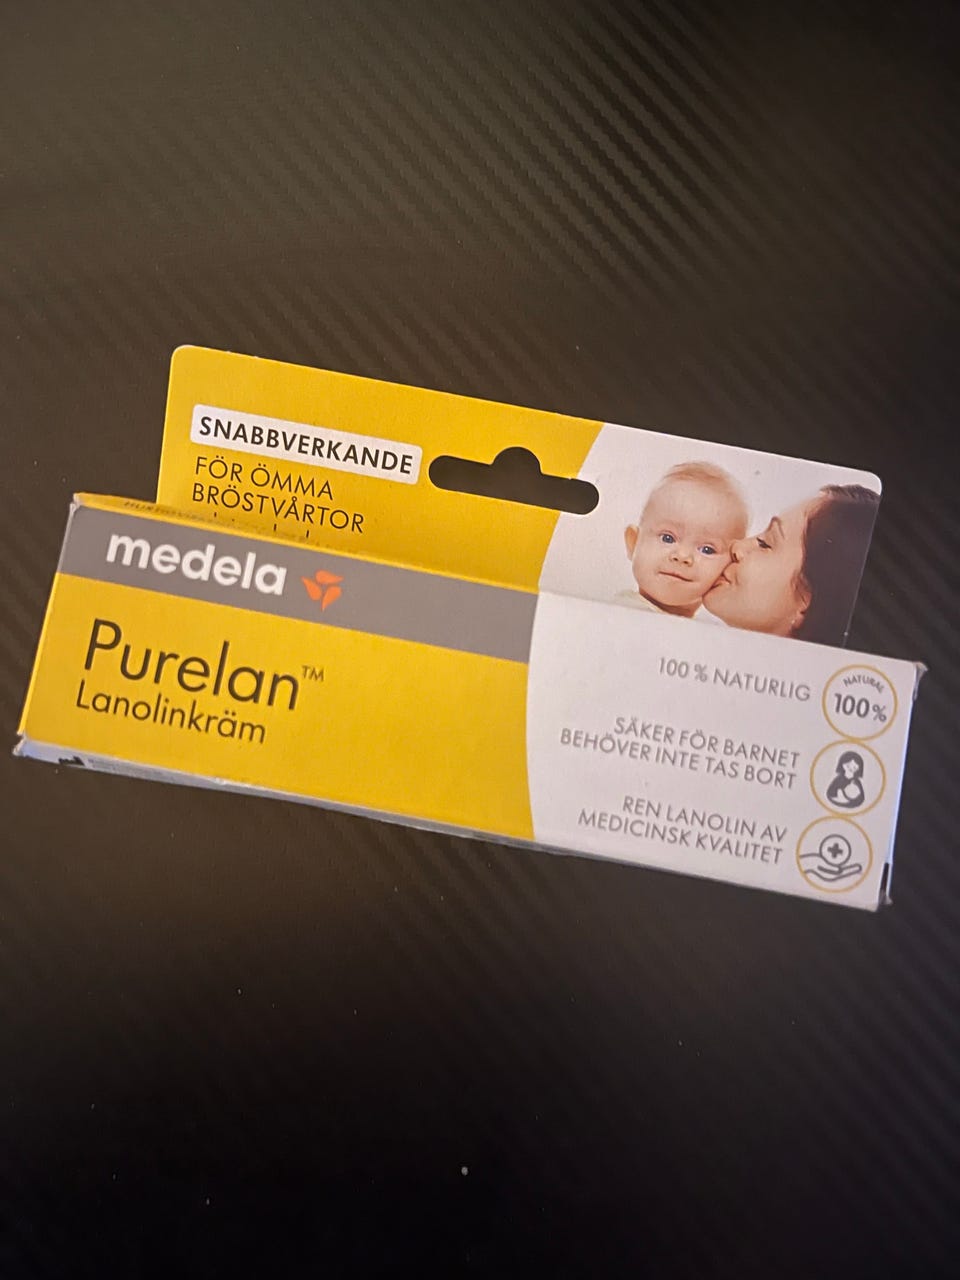 SNABBVERKANDE
FÖR ÖMMA
BRÖSTVÅRTOR
medela
Purelan™
Lanolinkräm
100 % NATURLIG
NATURAL
100%
SÄKER FÖR BARNET
BEHÖVER INTE TAS BORT
REN LANOLIN AV
MEDICINSK KVALITET